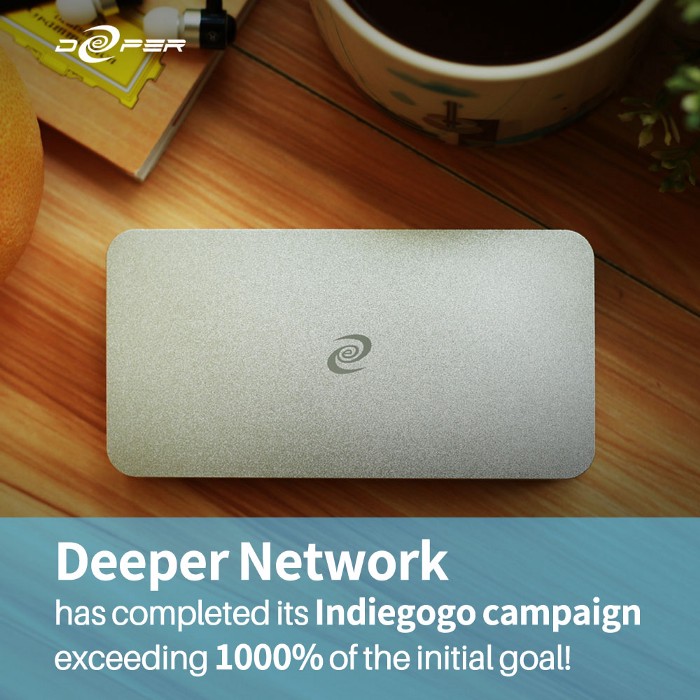 DEEPER
Deeper Network
has completed its Indiegogo campaign
exceeding 1000% of the initial goal!